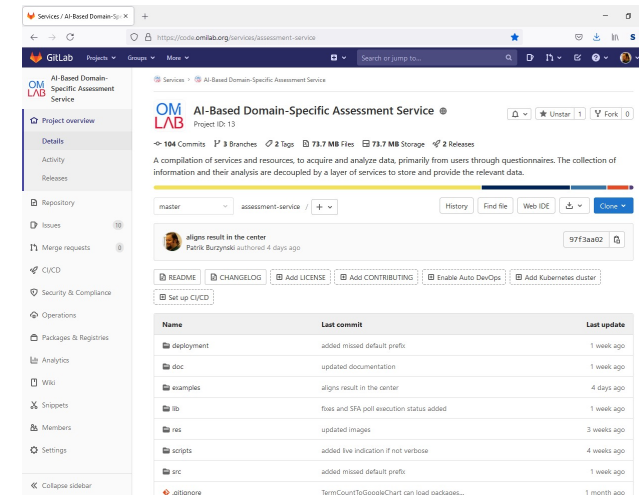 Services / AI-Based Domain-Sp
https://code.omilab.org/services/assessment-service
GitLab Projects Groups More Search or jump to...
OM LAB AI-Based Domain-Specific Assessment Service
Services > AI-Based Domain-Specific Assessment Service
Project overview
Details
Activity
Releases
Repository
Issues 10
Merge requests 0
CI/CD
Security & Compliance
Operations
Packages & Registries
Analytics
Wiki
Snippets
Members
Settings
Collapse sidebar
OM LAB
AI-Based Domain-Specific Assessment Service
Project ID: 13
Unstar 1 Fork 0
104 Commits 3 Branches 2 Tags 73.7 MB Files 73.7 MB Storage 2 Releases
A compilation of services and resources, to acquire and analyze data, primarily from users through questionnaires. The collection of
information and their analysis are decoupled by a layer of services to store and provide the relevant data.
master assessment-service / + History Find file Web IDE Clone
aligns result in the center
Patrik Burzynski authored 4 days ago
97f3aa02
README CHANGELOG Add LICENSE Add CONTRIBUTING Enable Auto DevOps Add Kubernetes cluster
Set up CI/CD
Name Last commit Last update
deployment added missed default prefix 1 week ago
doc updated documentation 1 week ago
examples aligns result in the center 4 days ago
lib fixes and SFA poll execution status added 1 week ago
res updated images 3 weeks ago
scripts added live indication if not verbose 4 weeks ago
src added missed default prefix 1 week ago
.gitignore TermCountToGoogleChart can load packages... 1 month ago